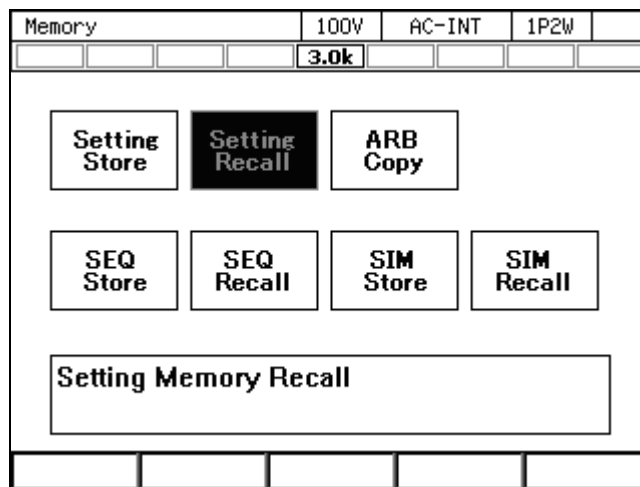 Memory 100V AC-INT 1P2W
3.0k
Setting
Store
Setting
Recall
ARB
Copy
SEQ
Store
SEQ
Recall
SIM
Store
SIM
Recall
Setting Memory Recall